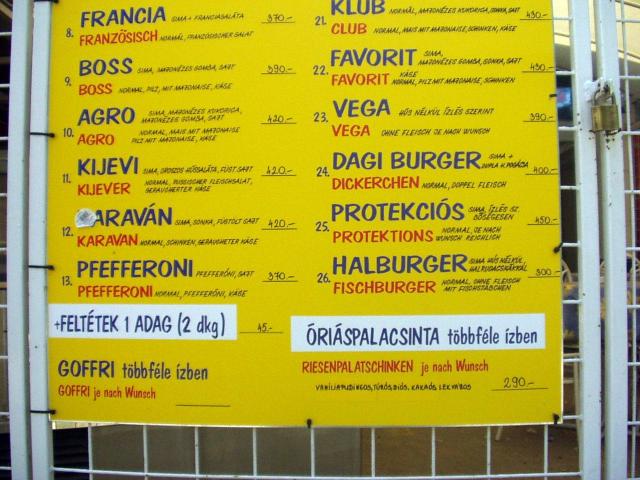 8. FRANCIA SIMA + FRANCIASALÁTA 370.-
FRANZÖSISCH NORMÁL, FRANZÖSISCHER SALAT
9. BOSS SIMA, MAJONÉZES GOMBA, SAJT 390.-
BOSS NORMAL, PILZ, MIT MAJONAISE, KÄSE
10. AGRO SIMA, MAJONÉZES KUKORICA,
MAJONÉZES GOMBA, SAJT 420.-
AGRO NORMAL, MAIS MIT MAJONAISE
PILZ MIT MAJONAISE, KÄSE
11. KIJEVI SIMA, OROSZOS HÚSSALÁTA, FÜST. SAJT 420.-
KIJEVER NORMAL, RUSSISCHER FLEISCHSALAT,
GERÄUCHERTER KÄSE
12. KARAVÁN SIMA, SONKA, FÜSTÖLT SAJT 420.-
KARAVAN NORMAL, SCHINKEN, GERÄUCHETER KÄSE
13. PFEFFERONI PFEFFERÓNI, SAJT 370.-
PFEFFERONI NORMAL, PFEFFERÓNI, KÄSE
+FELTÉTEK 1 ADAG (2 dkg) 45.-
GOFFRI többféle ízben
GOFFRI je nach Wunsch
21. KLUB NORMÁL, MAJONÉZES KUKORICA, SONKA, SAJT 430.-
CLUB NORMAL, MAIS MIT MAJONAISE, SCHINKEN, KÄSE
22. FAVORIT SIMA,
MAJONÉZES GOMBA, SONKA, SAJT 430.-
KÄSE
FAVORIT NORMAL, PILZ MIT MAJONAISE, SCHINKEN
23. VEGA HÚS NÉLKÜL ÍZLÉS SZERINT 390.-
VEGA OHNE FLEISCH JE NACH WUNSCH
24. DAGI BURGER SIMA +
DUPLA H. POGÁCSA 400.-
DICKERCHEN NORMAL, DOPPEL FLEISCH
25. PROTEKCIÓS SIMA, ÍZLÉS SZ.
BŐSÉGESEN 450.-
PROTEKTIONS NORMAL, JE NACH
WUNSCH REICHLICH
26. HALBURGER SIMA HÚS NÉLKÜL,
HALRUDACSKÁKKAL 300.-
FISCHBURGER NORMAL, OHNE FLEISCH
MIT FISCHSTÄBCHEN
ÓRIÁSPALACSINTA többféle ízben
RIESENPALATSCHINKEN je nach Wunsch
VANÍLIAPUDINGOS, TÚRÓS, DIÓS, KAKAÓS, LEKVÁROS 290.-